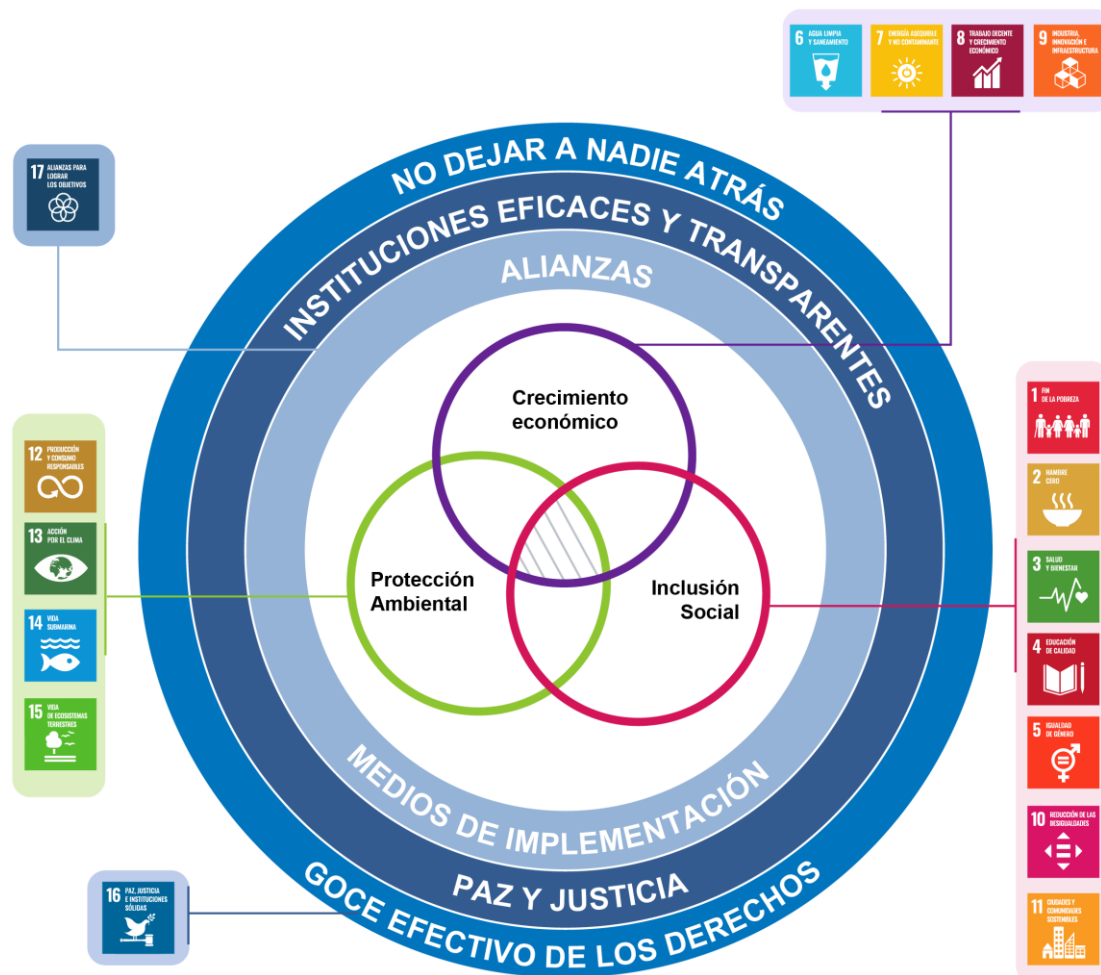 6 AGUA LIMPIA
Y SANEAMIENTO
7 ENERGÍA ASEQUIBLE
Y NO CONTAMINANTE
8 TRABAJO DECENTE
Y CRECIMIENTO
ECONÓMICO
9 INDUSTRIA,
INNOVACIÓN E
INFRAESTRUCTURA
17 ALIANZAS PARA
LOGRAR
LOS OBJETIVOS
NO DEJAR A NADIE ATRÁS
INSTITUCIONES EFICACES Y TRANSPARENTES
ALIANZAS
Crecimiento
económico
Protección
Ambiental
Inclusión
Social
MEDIOS DE IMPLEMENTACIÓN
PAZ Y JUSTICIA
GOCE EFECTIVO DE LOS DERECHOS
12 PRODUCCIÓN
Y CONSUMO
RESPONSABLES
13 ACCIÓN
POR EL CLIMA
14 VIDA
SUBMARINA
15 VIDA
DE ECOSISTEMAS
TERRESTRES
16 PAZ, JUSTICIA
E INSTITUCIONES
SÓLIDAS
1 FIN
DE LA POBREZA
2 HAMBRE
CERO
3 SALUD
Y BIENESTAR
4 EDUCACIÓN
DE CALIDAD
5 IGUALDAD
DE GÉNERO
10 REDUCCIÓN DE LAS
DESIGUALDADES
11 CIUDADES Y
COMUNIDADES
SOSTENIBLES